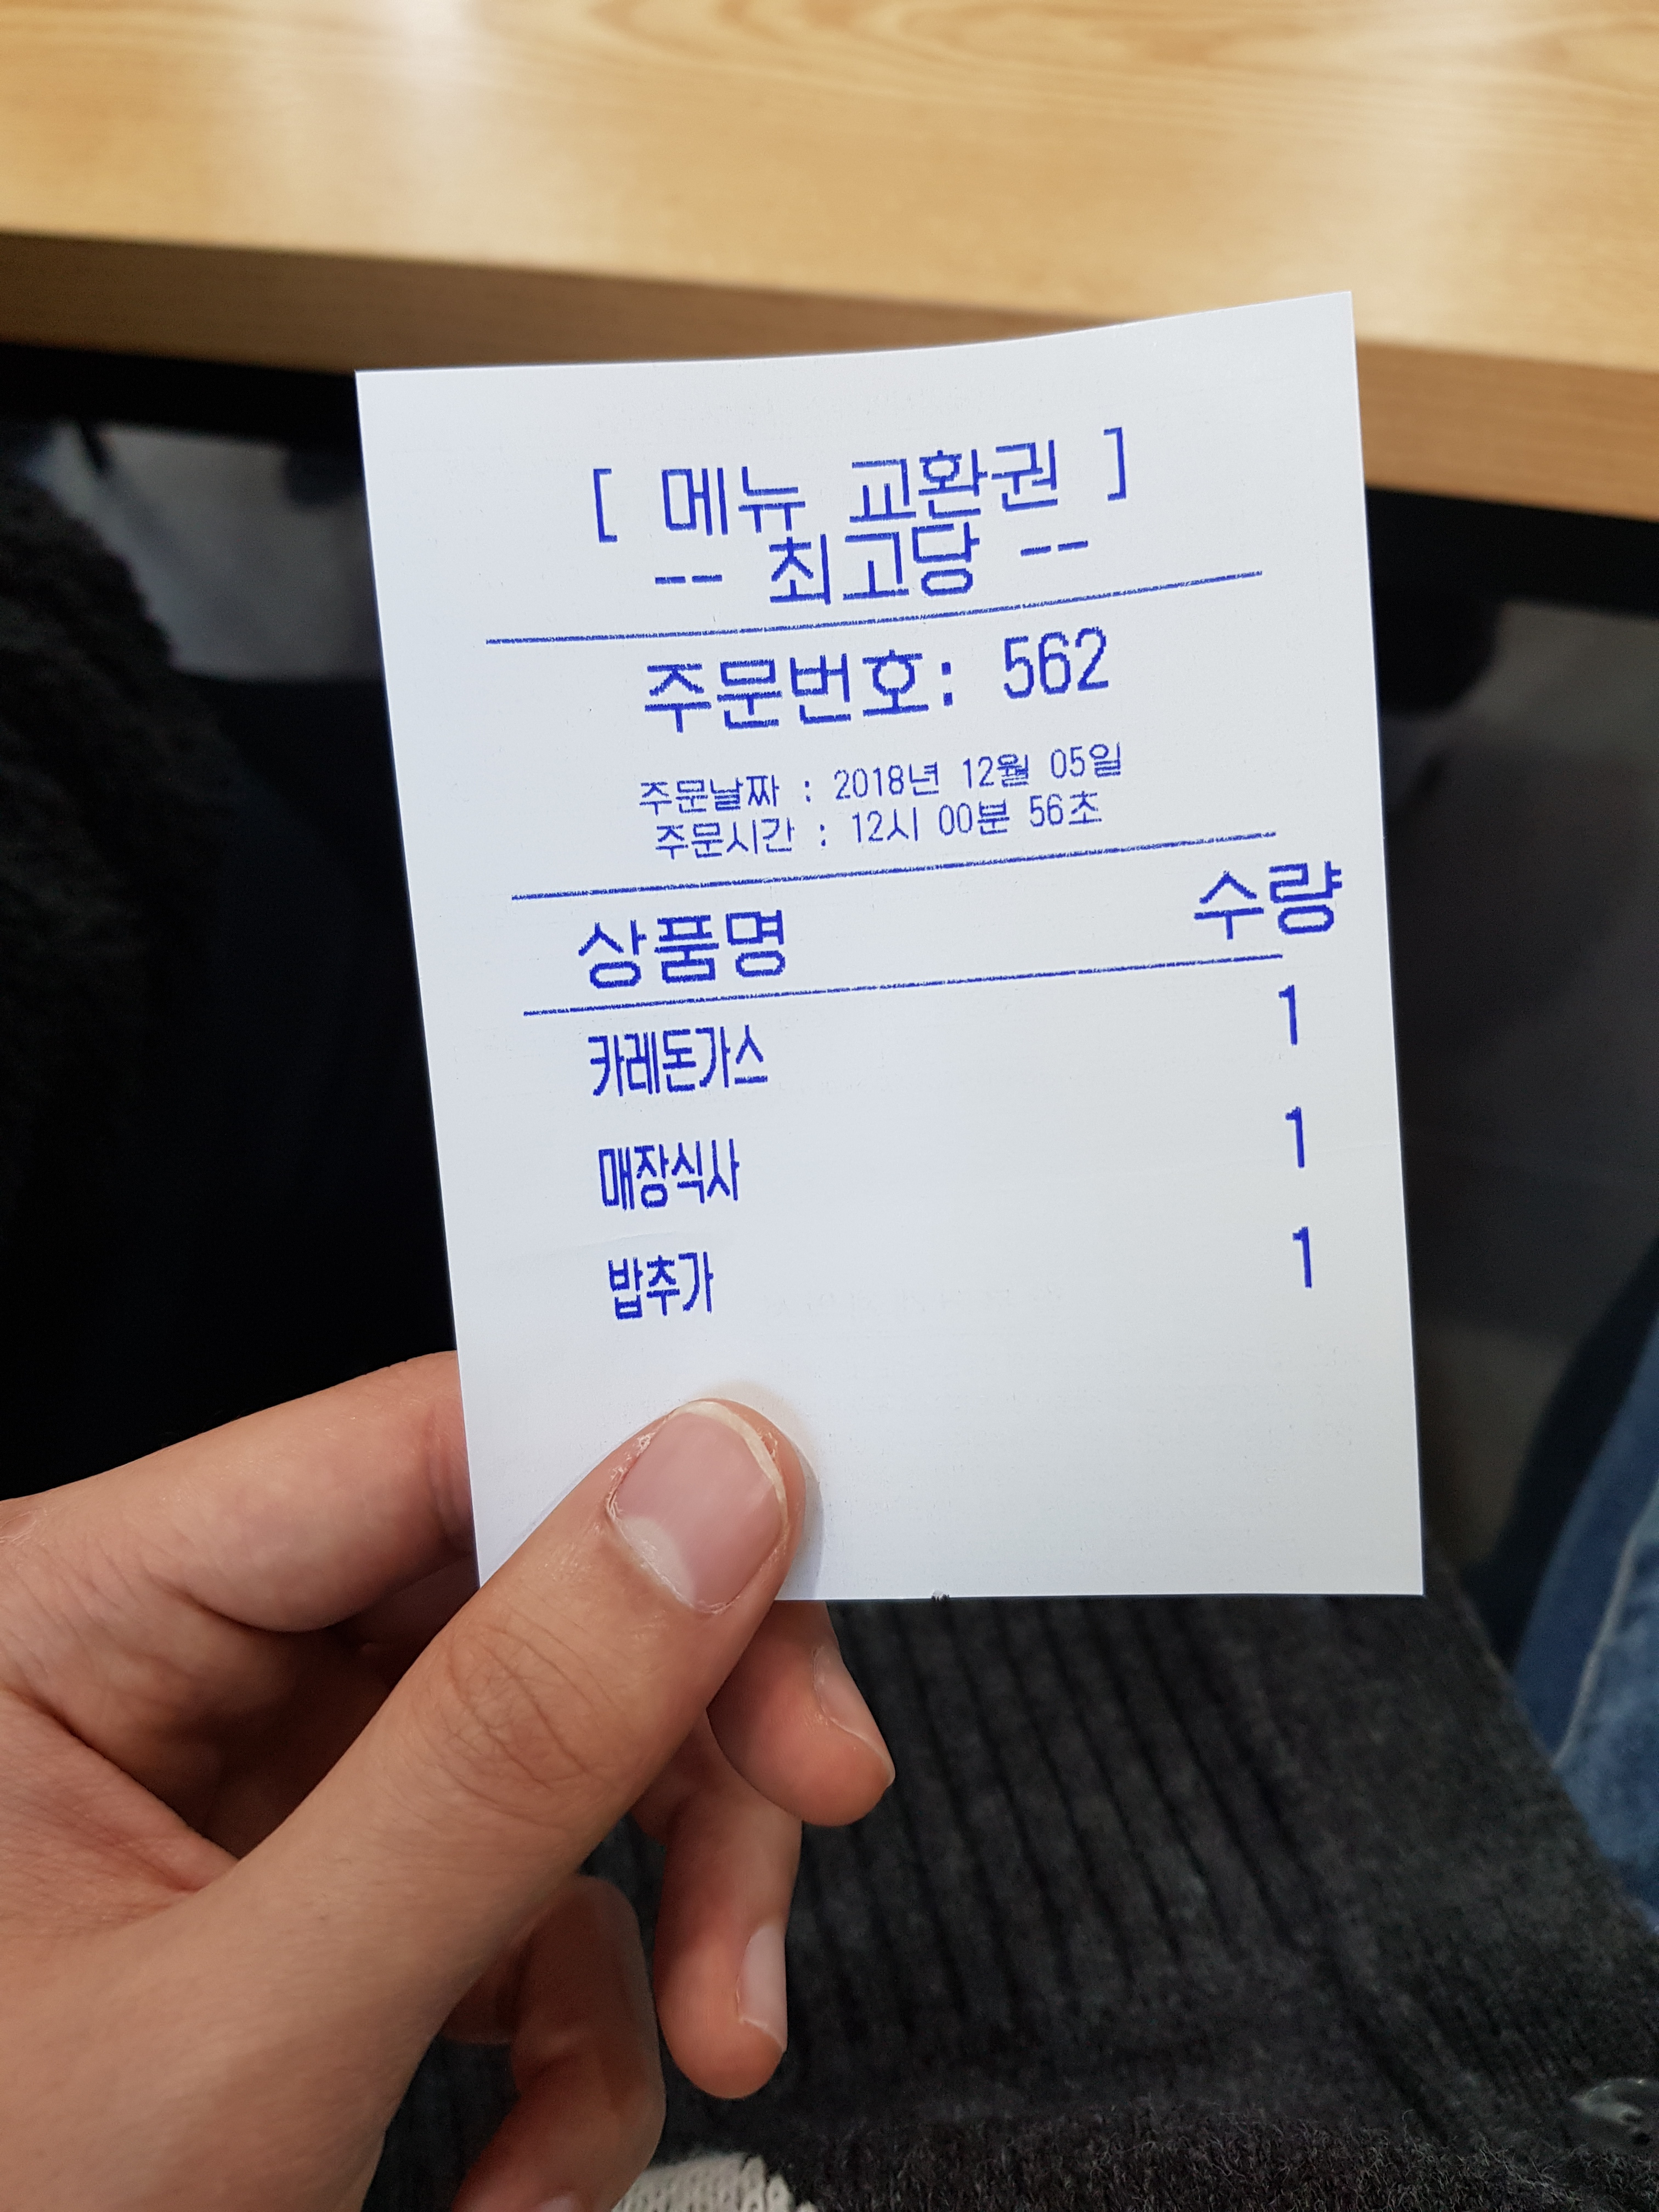 [ 메뉴 교환권 ]
-- 최고당 --
주문번호: 562
주문날짜 : 2018년 12월 05일
주문시간 : 12시 00분 56초
상품명 수량
카레돈가스 1
매장식사 1
밥추가 1